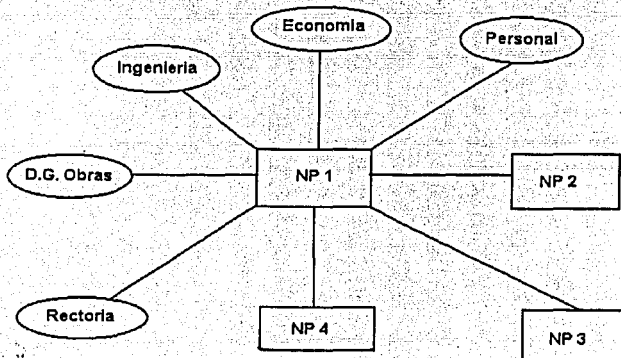 Economia
Personal
Ingenieria
NP 1
D.G. Obras
NP 2
Rectoria
NP 4
NP 3